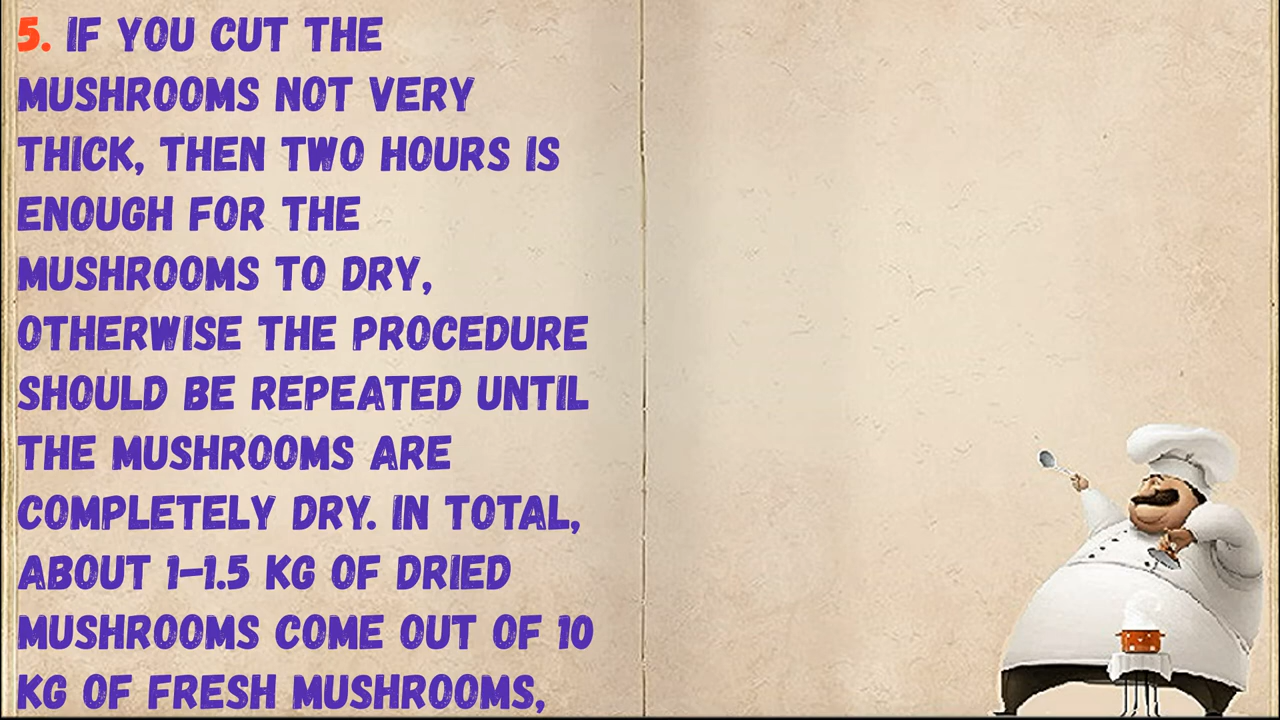 5. IF YOU CUT THE
MUSHROOMS NOT VERY
THICK, THEN TWO HOURS IS
ENOUGH FOR THE
MUSHROOMS TO DRY,
OTHERWISE THE PROCEDURE
SHOULD BE REPEATED UNTIL
THE MUSHROOMS ARE
COMPLETELY DRY. IN TOTAL,
ABOUT 1–1.5 KG OF DRIED
MUSHROOMS COME OUT OF 10
KG OF FRESH MUSHROOMS,